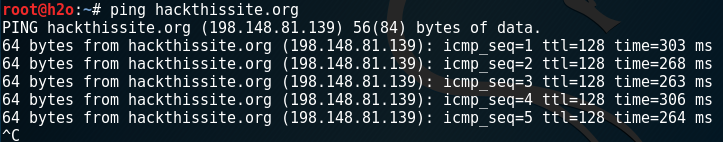 root@h2o:~# ping hackthissite.org
PING hackthissite.org (198.148.81.139) 56(84) bytes of data.
64 bytes from hackthissite.org (198.148.81.139): icmp_seq=1 ttl=128 time=303 ms
64 bytes from hackthissite.org (198.148.81.139): icmp_seq=2 ttl=128 time=268 ms
64 bytes from hackthissite.org (198.148.81.139): icmp_seq=3 ttl=128 time=263 ms
64 bytes from hackthissite.org (198.148.81.139): icmp_seq=4 ttl=128 time=306 ms
64 bytes from hackthissite.org (198.148.81.139): icmp_seq=5 ttl=128 time=264 ms
^C